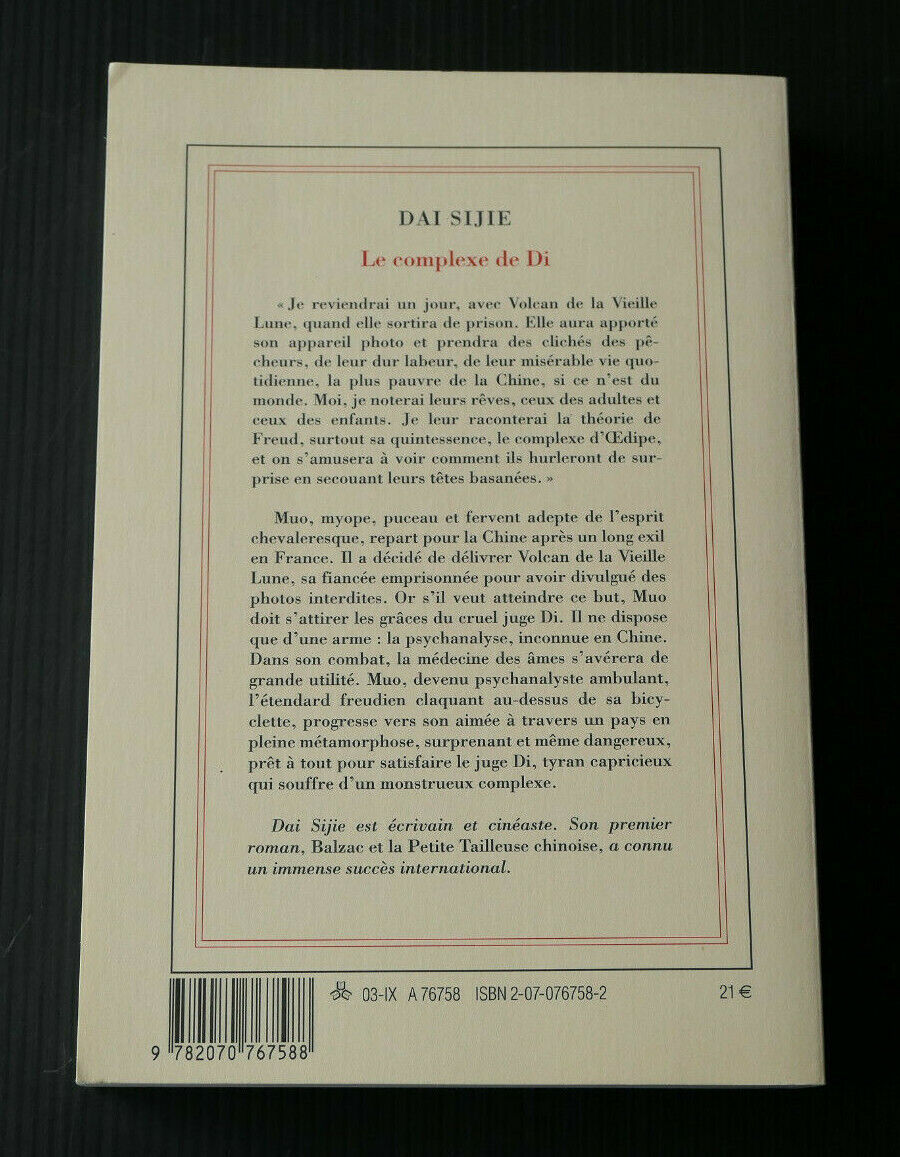 DAI SIJIE
Le complexe de Di
« Je reviendrai un jour, avec Volcan de la Vieille
Lune, quand elle sortira de prison. Elle aura apporté
son appareil photo et prendra des clichés des pê-
cheurs, de leur dur labeur, de leur misérable vie quo-
tidienne, la plus pauvre de la Chine, si ce n'est du
monde. Moi, je noterai leurs rêves, ceux des adultes et
ceux des enfants. Je leur raconterai la théorie de
Freud, surtout sa quintessence, le complexe d'Œdipe,
et on s'amusera à voir comment ils hurleront de sur-
prise en secouant leurs têtes basanées. »
Muo, myope, puceau et fervent adepte de l'esprit
chevaleresque, repart pour la Chine après un long exil
en France. Il a décidé de délivrer Volcan de la Vieille
Lune, sa fiancée emprisonnée pour avoir divulgué des
photos interdites. Or s'il veut atteindre ce but, Muo
doit s'attirer les grâces du cruel juge Di. Il ne dispose
que d'une arme : la psychanalyse, inconnue en Chine.
Dans son combat, la médecine des âmes s'avérera de
grande utilité. Muo, devenu psychanalyste ambulant,
l'étendard freudien claquant au-dessus de sa bicy-
clette, progresse vers son aimée à travers un pays en
pleine métamorphose, surprenant et même dangereux,
prêt à tout pour satisfaire le juge Di, tyran capricieux
qui souffre d'un monstrueux complexe.
Dai Sijie est écrivain et cinéaste. Son premier
roman, Balzac et la Petite Tailleuse chinoise, a connu
un immense succès international.
03-IX A 76758 ISBN 2-07-076758-2 21 €
9 782070 767588